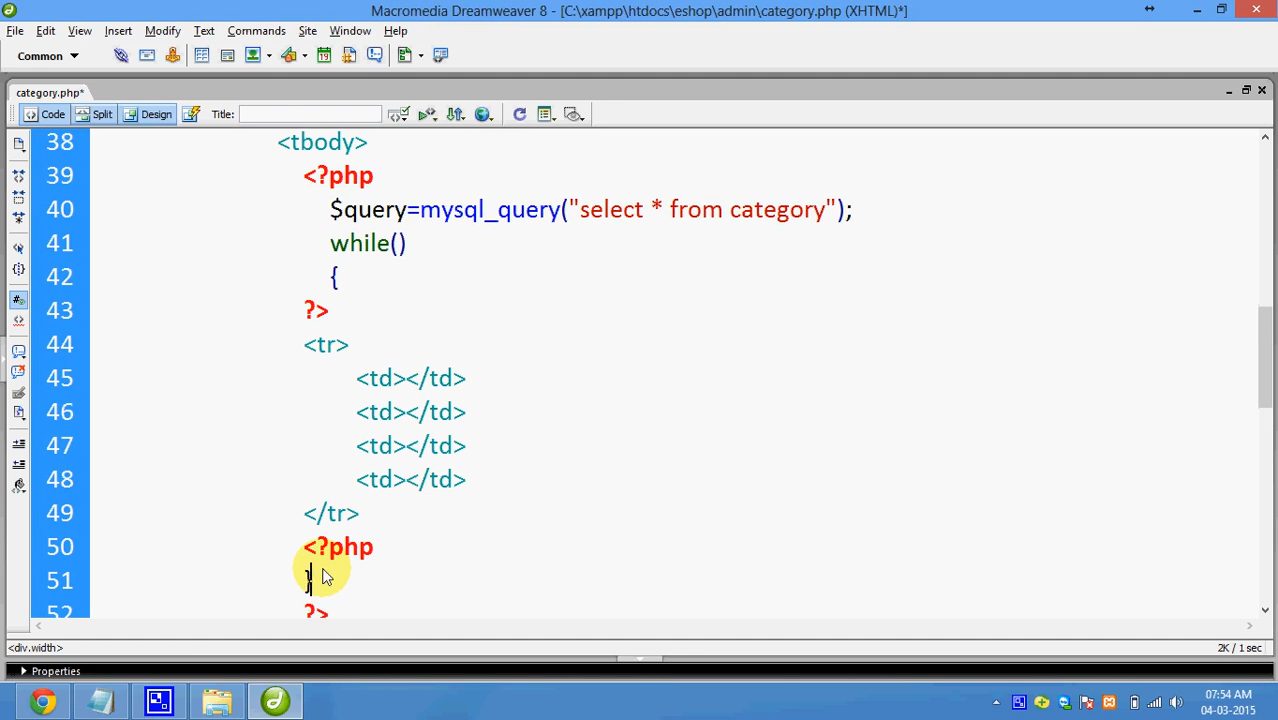 Macromedia Dreamweaver 8 - [C:\xampp\htdocs\eshop\admin\category.php (XHTML)*]
File Edit View Insert Modify Text Commands Site Window Help
Common
category.php*
Code Split Design Title:
38 <tbody>
39 <?php
40 $query=mysql_query("select * from category");
41 while()
42 {
43 ?>
44 <tr>
45 <td></td>
46 <td></td>
47 <td></td>
48 <td></td>
49 </tr>
50 <?php
51 }
52 ?>
<div.width> 2K / 1 sec
Properties
07:54 AM
04-03-2015